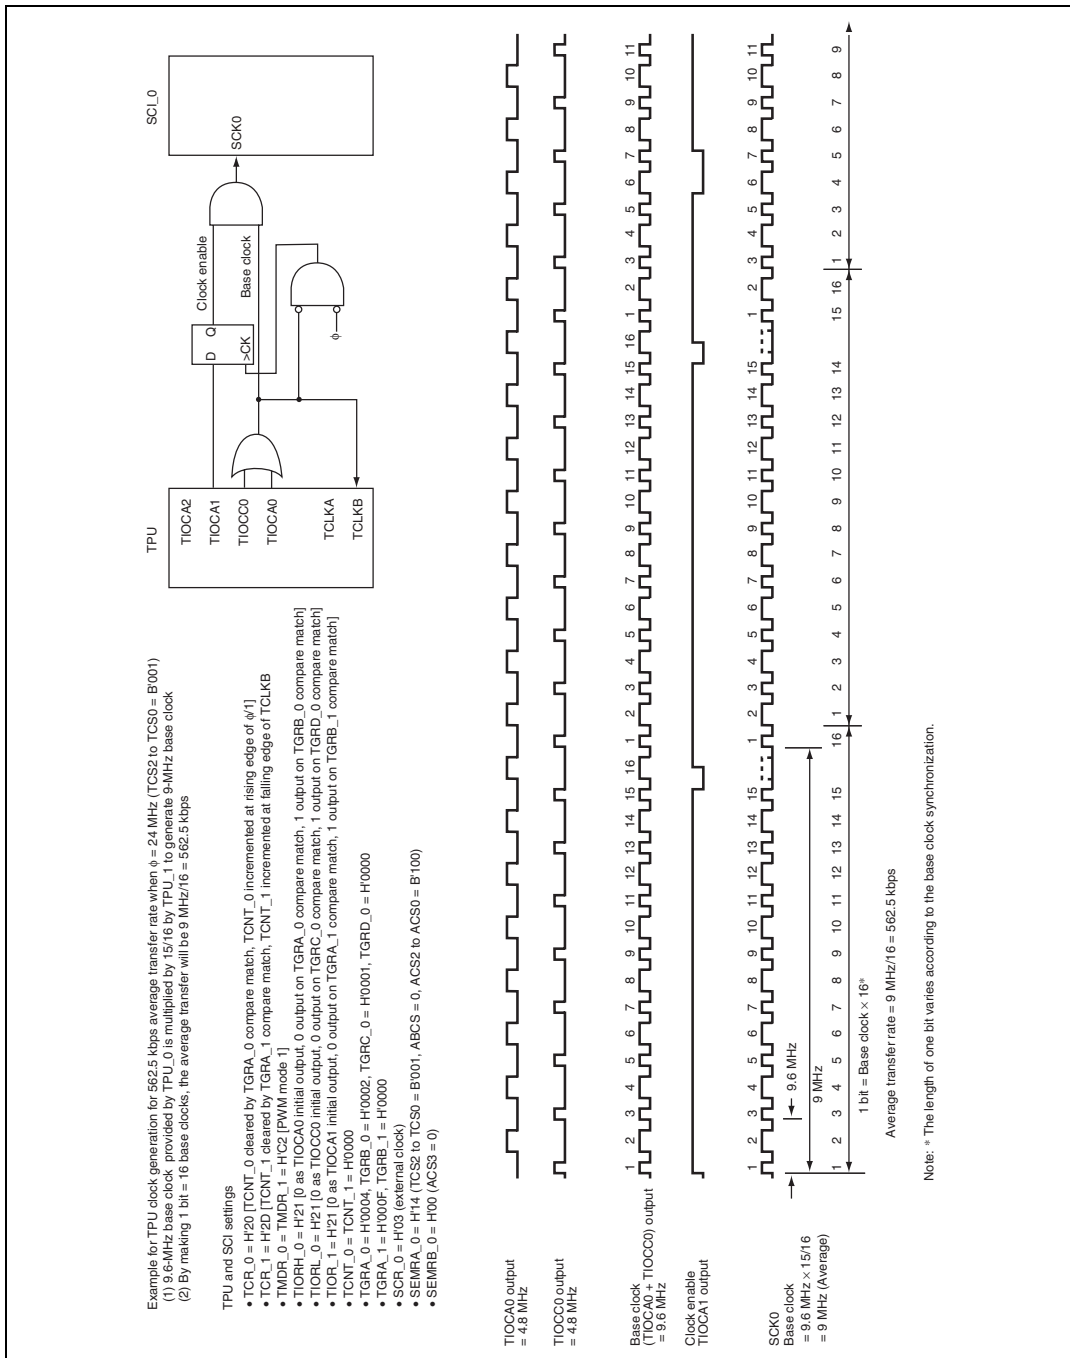 Example for TPU clock generation for 562.5 kbps average transfer rate when φ = 24 MHz (TCS2 to TCS0 = B'001)
(1) 9.6-MHz base clock provided by TPU_0 is multiplied by 15/16 by TPU_1 to generate 9-MHz base clock
(2) By making 1 bit = 16 base clocks, the average transfer will be 9 MHz/16 = 562.5 kbps
TPU and SCI settings
• TCR_0 = H'20 [TCNT_0 cleared by TGRA_0 compare match, TCNT_0 incremented at rising edge of φ/1]
• TCR_1 = H'2D [TCNT_1 cleared by TGRA_1 compare match, TCNT_1 incremented at falling edge of TCLKB
• TMDR_0 = TMDR_1 = H'C2 [PWM mode 1]
• TIORH_0 = H'21 [0 as TIOCA0 initial output, 0 output on TGRA_0 compare match, 1 output on TGRB_0 compare match]
• TIORL_0 = H'21 [0 as TIOCC0 initial output, 0 output on TGRC_0 compare match, 1 output on TGRD_0 compare match]
• TIOR_1 = H'21 [0 as TIOCA1 initial output, 0 output on TGRA_1 compare match, 1 output on TGRB_1 compare match]
• TCNT_0 = TCNT_1 = H'0000
• TGRA_0 = H'0004, TGRB_0 = H'0002, TGRC_0 = H'0001, TGRD_0 = H'0000
• TGRA_1 = H'000F, TGRB_1 = H'0000
• SCR_0 = H'03 (external clock)
• SEMRA_0 = H'14 (TCS2 to TCS0 = B'001, ABCS = 0, ACS2 to ACS0 = B'100)
• SEMRB_0 = H'00 (ACS3 = 0)
TPU
SCI_0
TIOCA2
TIOCA1
TIOCC0
TIOCA0
TCLKA
TCLKB
D Q
>CK
Clock enable
Base clock
φ
SCK0
TIOCA0 output
= 4.8 MHz
TIOCC0 output
= 4.8 MHz
Base clock
(TIOCA0 + TIOCC0) output
= 9.6 MHz
1 2 3 4 5 6 7 8 9 10 11 12 13 14 15 16 1 2 3 4 5 6 7 8 9 10 11 12 13 14 15 16 1 2 3 4 5 6 7 8 9 10 11
Clock enable
TIOCA1 output
SCK0
Base clock
= 9.6 MHz × 15/16
= 9 MHz (Average)
1 2 3 4 5 6 7 8 9 10 11 12 13 14 15 1 2 3 4 5 6 7 8 9 10 11 12 13 14 15 1 2 3 4 5 6 7 8 9 10 11
9.6 MHz
9 MHz
1 2 3 4 5 6 7 8 9 10 11 12 13 14 15 16 1 2 3 4 5 6 7 8 9 10 11 12 13 14 15 16 1 2 3 4 5 6 7 8 9
1 bit = Base clock × 16*
Average transfer rate = 9 MHz/16 = 562.5 kbps
Note: * The length of one bit varies according to the base clock synchronization.